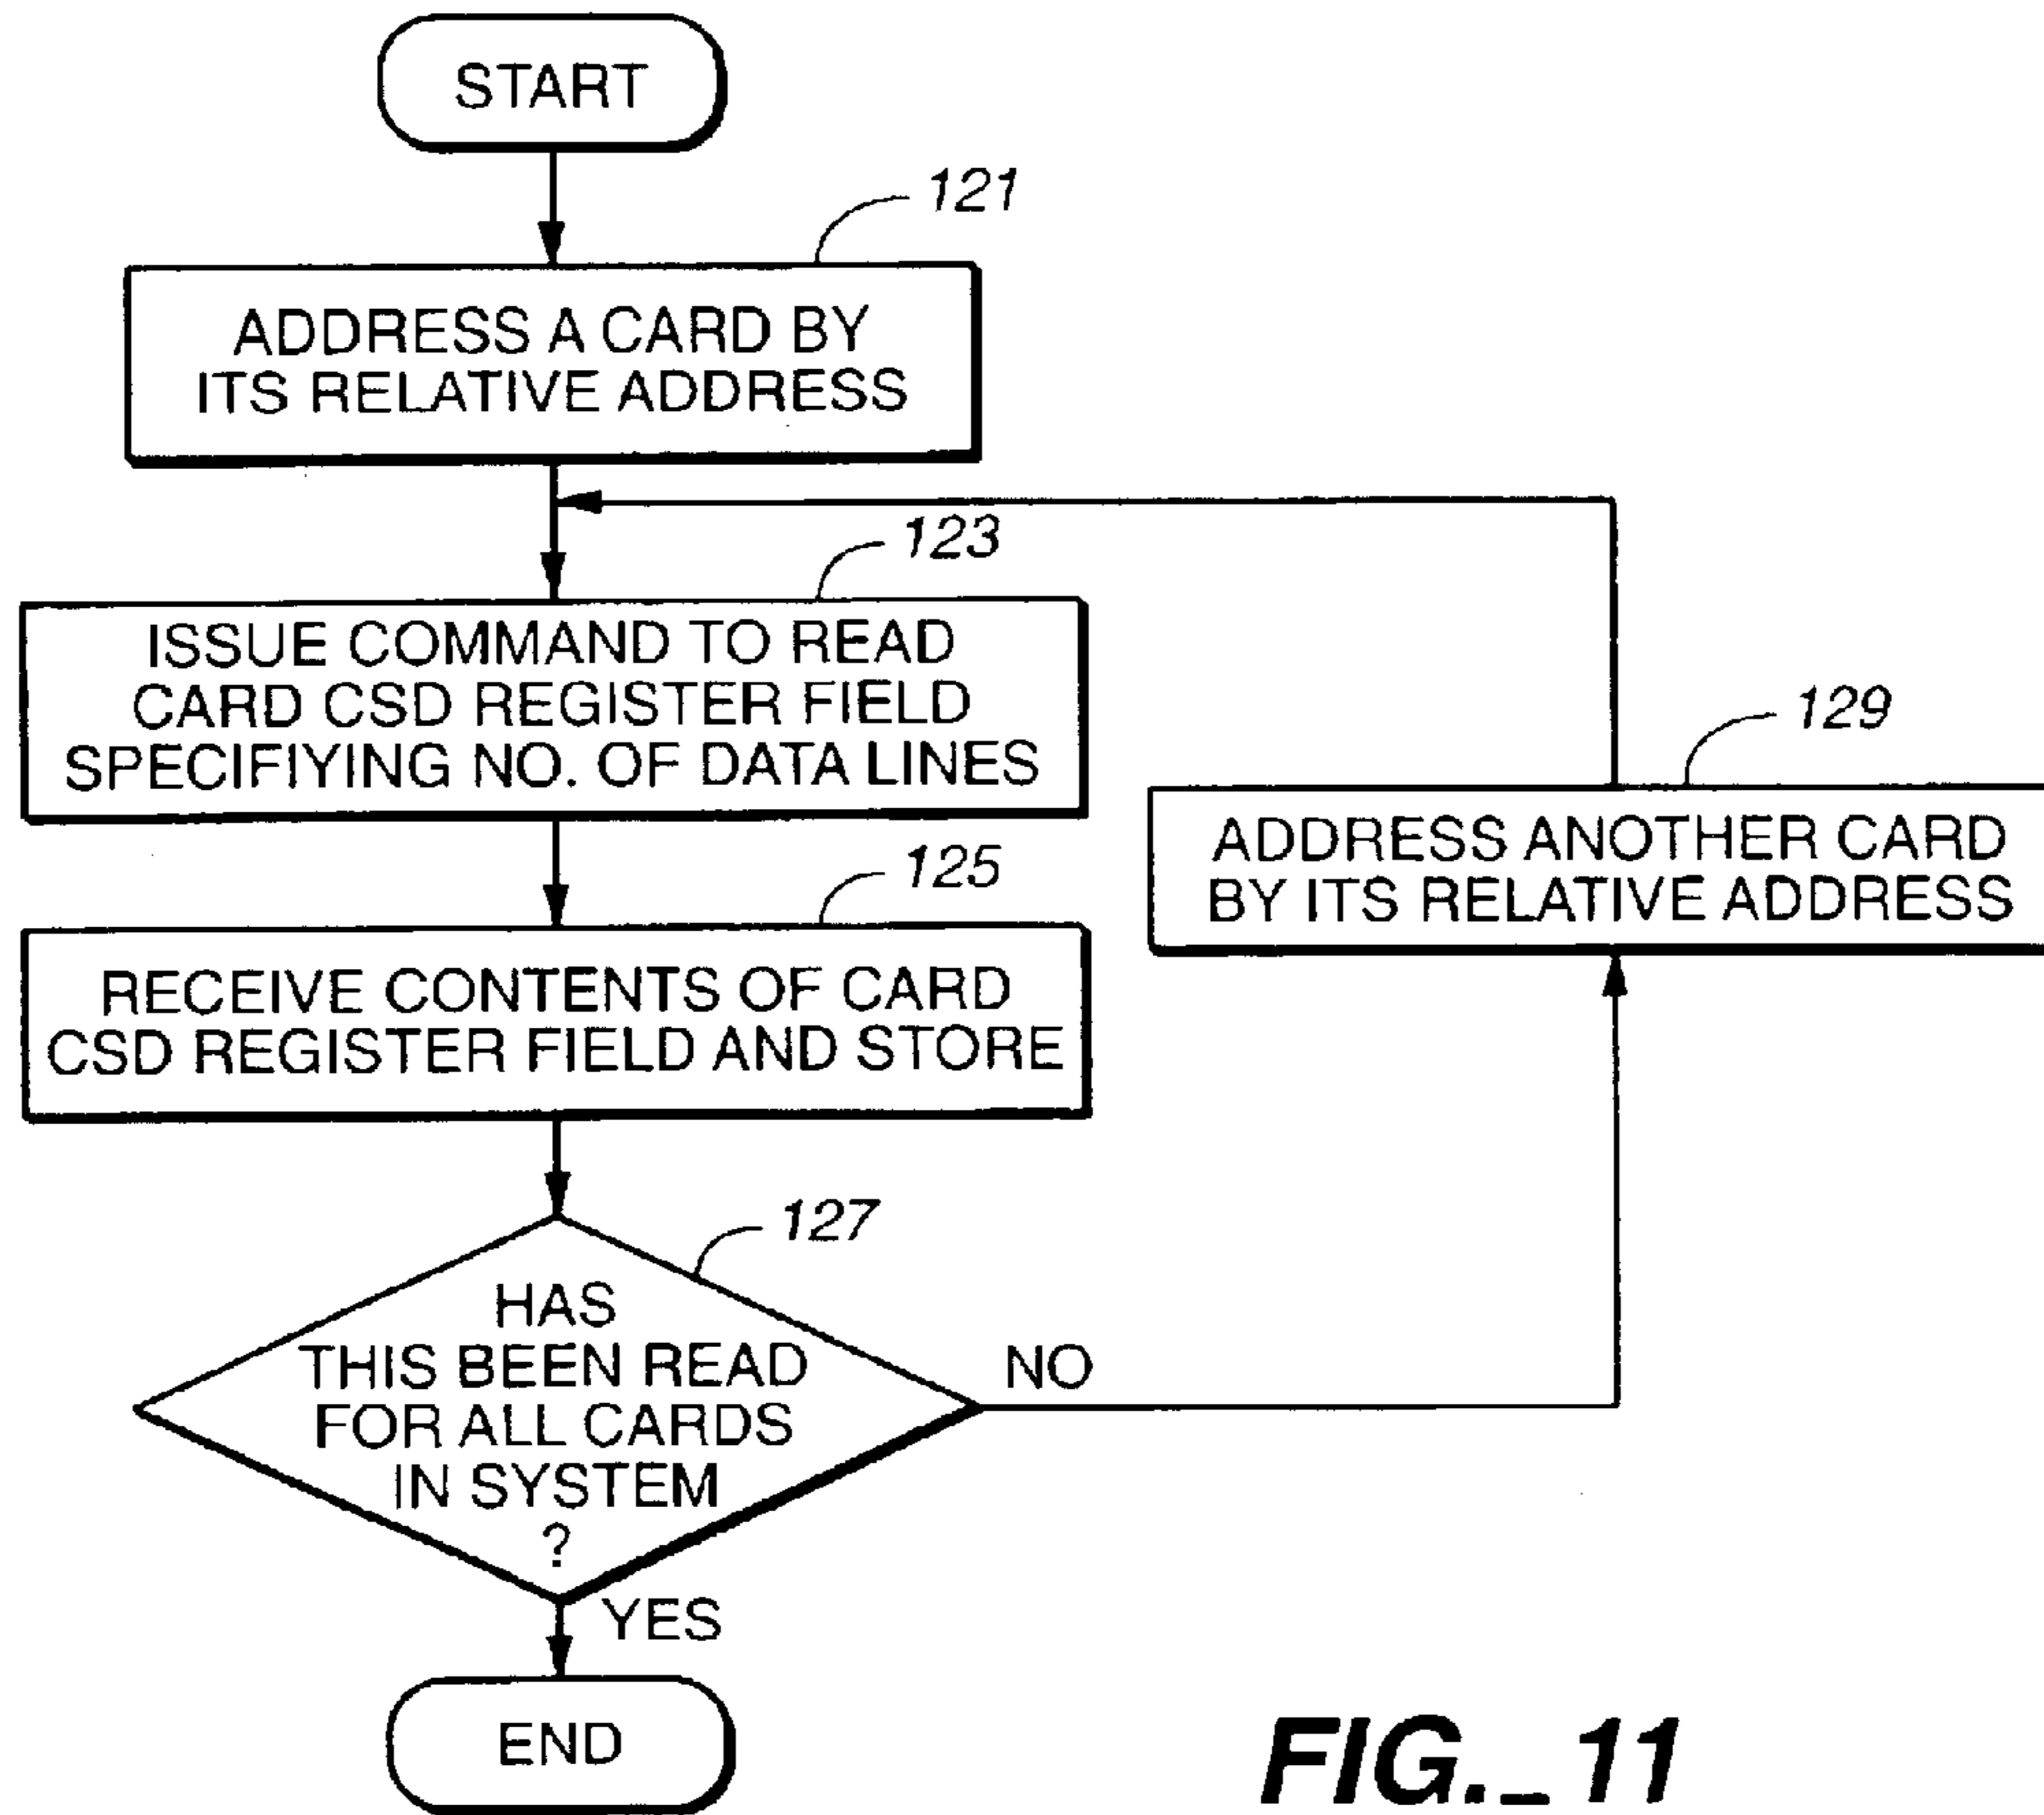 START
121
ADDRESS A CARD BY
ITS RELATIVE ADDRESS
123
ISSUE COMMAND TO READ
CARD CSD REGISTER FIELD
SPECIFIYING NO. OF DATA LINES
125
RECEIVE CONTENTS OF CARD
CSD REGISTER FIELD AND STORE
127
HAS
THIS BEEN READ
FOR ALL CARDS
IN SYSTEM
?
NO
129
ADDRESS ANOTHER CARD
BY ITS RELATIVE ADDRESS
YES
END
FIG._11